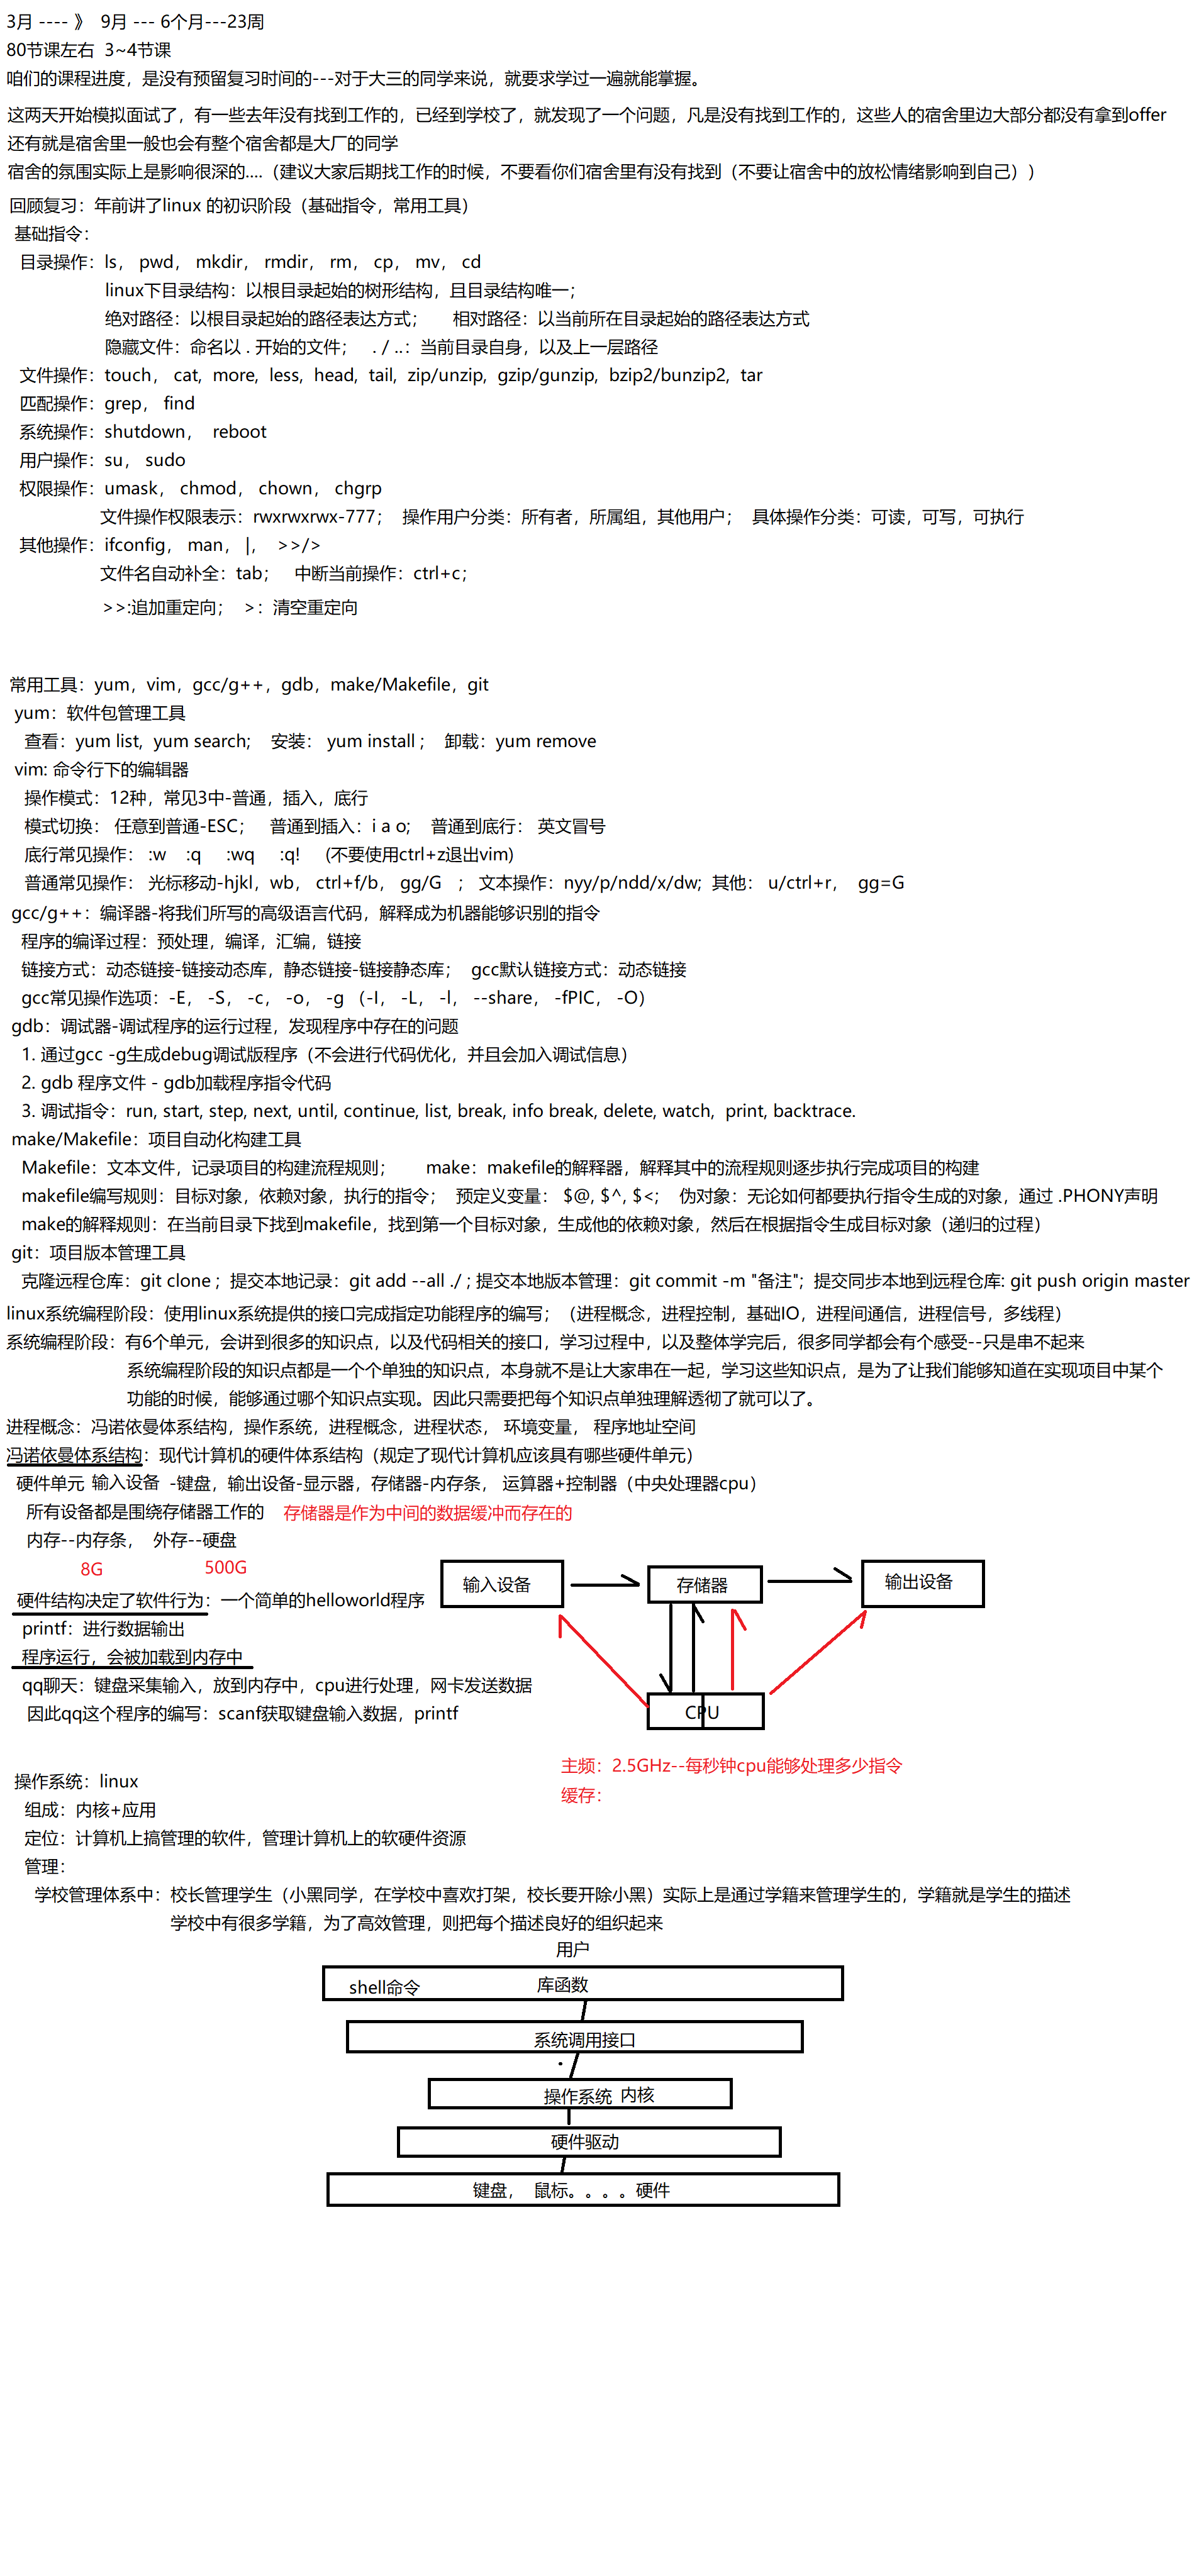 3月 ---- 》 9月 --- 6个月---23周
80节课左右 3~4节课
咱们的课程进度，是没有预留复习时间的---对于大三的同学来说，就要求学过一遍就能掌握。
这两天开始模拟面试了，有一些去年没有找到工作的，已经到学校了，就发现了一个问题，凡是没有找到工作的，这些人的宿舍里边大部分都没有拿到offer
还有就是宿舍里一般也会有整个宿舍都是大厂的同学
宿舍的氛围实际上是影响很深的....（建议大家后期找工作的时候，不要看你们宿舍里有没有找到（不要让宿舍中的放松情绪影响到自己））
回顾复习：年前讲了linux 的初识阶段（基础指令，常用工具）
基础指令：
目录操作：ls， pwd， mkdir， rmdir， rm， cp， mv， cd
linux下目录结构：以根目录起始的树形结构，且目录结构唯一；
绝对路径：以根目录起始的路径表达方式； 相对路径：以当前所在目录起始的路径表达方式
隐藏文件：命名以 . 开始的文件； . / ..：当前目录自身，以及上一层路径
文件操作：touch， cat, more, less, head, tail, zip/unzip, gzip/gunzip, bzip2/bunzip2, tar
匹配操作：grep， find
系统操作：shutdown， reboot
用户操作：su， sudo
权限操作：umask， chmod， chown， chgrp
文件操作权限表示：rwxrwxrwx-777； 操作用户分类：所有者，所属组，其他用户； 具体操作分类：可读，可写，可执行
其他操作：ifconfig， man， |， >>/>
文件名自动补全：tab； 中断当前操作：ctrl+c；
>>:追加重定向； >：清空重定向
常用工具：yum，vim，gcc/g++，gdb，make/Makefile，git
yum：软件包管理工具
查看：yum list, yum search; 安装： yum install ; 卸载：yum remove
vim: 命令行下的编辑器
操作模式：12种，常见3中-普通，插入，底行
模式切换： 任意到普通-ESC； 普通到插入：i a o; 普通到底行： 英文冒号
底行常见操作： :w :q :wq :q! (不要使用ctrl+z退出vim)
普通常见操作： 光标移动-hjkl，wb，ctrl+f/b，gg/G ； 文本操作：nyy/p/ndd/x/dw; 其他： u/ctrl+r， gg=G
gcc/g++：编译器-将我们所写的高级语言代码，解释成为机器能够识别的指令
程序的编译过程：预处理，编译，汇编，链接
链接方式：动态链接-链接动态库，静态链接-链接静态库； gcc默认链接方式：动态链接
gcc常见操作选项：-E， -S， -c， -o， -g （-I， -L， -l， --share， -fPIC， -O）
gdb：调试器-调试程序的运行过程，发现程序中存在的问题
1. 通过gcc -g生成debug调试版程序（不会进行代码优化，并且会加入调试信息）
2. gdb 程序文件 - gdb加载程序指令代码
3. 调试指令：run, start, step, next, until, continue, list, break, info break, delete, watch, print, backtrace.
make/Makefile：项目自动化构建工具
Makefile：文本文件，记录项目的构建流程规则； make：makefile的解释器，解释其中的流程规则逐步执行完成项目的构建
makefile编写规则：目标对象，依赖对象，执行的指令； 预定义变量： $@, $^, $<; 伪对象：无论如何都要执行指令生成的对象，通过 .PHONY声明
make的解释规则：在当前目录下找到makefile，找到第一个目标对象，生成他的依赖对象，然后在根据指令生成目标对象（递归的过程）
git：项目版本管理工具
克隆远程仓库：git clone ; 提交本地记录：git add --all ./ ; 提交本地版本管理：git commit -m "备注"；提交同步本地到远程仓库: git push origin master
linux系统编程阶段：使用linux系统提供的接口完成指定功能程序的编写；（进程概念，进程控制，基础IO，进程间通信，进程信号，多线程）
系统编程阶段：有6个单元，会讲到很多的知识点，以及代码相关的接口，学习过程中，以及整体学完后，很多同学都会有个感受--只是串不起来
系统编程阶段的知识点都是一个个单独的知识点，本身就不是让大家串在一起，学习这些知识点，是为了让我们能够知道在实现项目中某个
功能的时候，能够通过哪个知识点实现。因此只需要把每个知识点单独理解透彻了就可以了。
进程概念：冯诺依曼体系结构，操作系统，进程概念，进程状态， 环境变量， 程序地址空间
冯诺依曼体系结构：现代计算机的硬件体系结构（规定了现代计算机应该具有哪些硬件单元）
硬件单元 输入设备 -键盘，输出设备-显示器，存储器-内存条， 运算器+控制器（中央处理器cpu）
所有设备都是围绕存储器工作的 存储器是作为中间的数据缓冲而存在的
内存--内存条， 外存--硬盘
8G 500G
输入设备 存储器 输出设备
硬件结构决定了软件行为：一个简单的helloworld程序
printf：进行数据输出
程序运行，会被加载到内存中
qq聊天：键盘采集输入，放到内存中，cpu进行处理，网卡发送数据
因此qq这个程序的编写：scanf获取键盘输入数据，printf
CPU
主频：2.5GHz--每秒钟cpu能够处理多少指令
缓存：
操作系统：linux
组成：内核+应用
定位：计算机上搞管理的软件，管理计算机上的软硬件资源
管理：
学校管理体系中：校长管理学生（小黑同学，在学校中喜欢打架，校长要开除小黑）实际上是通过学籍来管理学生的，学籍就是学生的描述
学校中有很多学籍，为了高效管理，则把每个描述良好的组织起来
用户
shell命令 库函数
系统调用接口
操作系统 内核
硬件驱动
键盘， 鼠标。。。。硬件